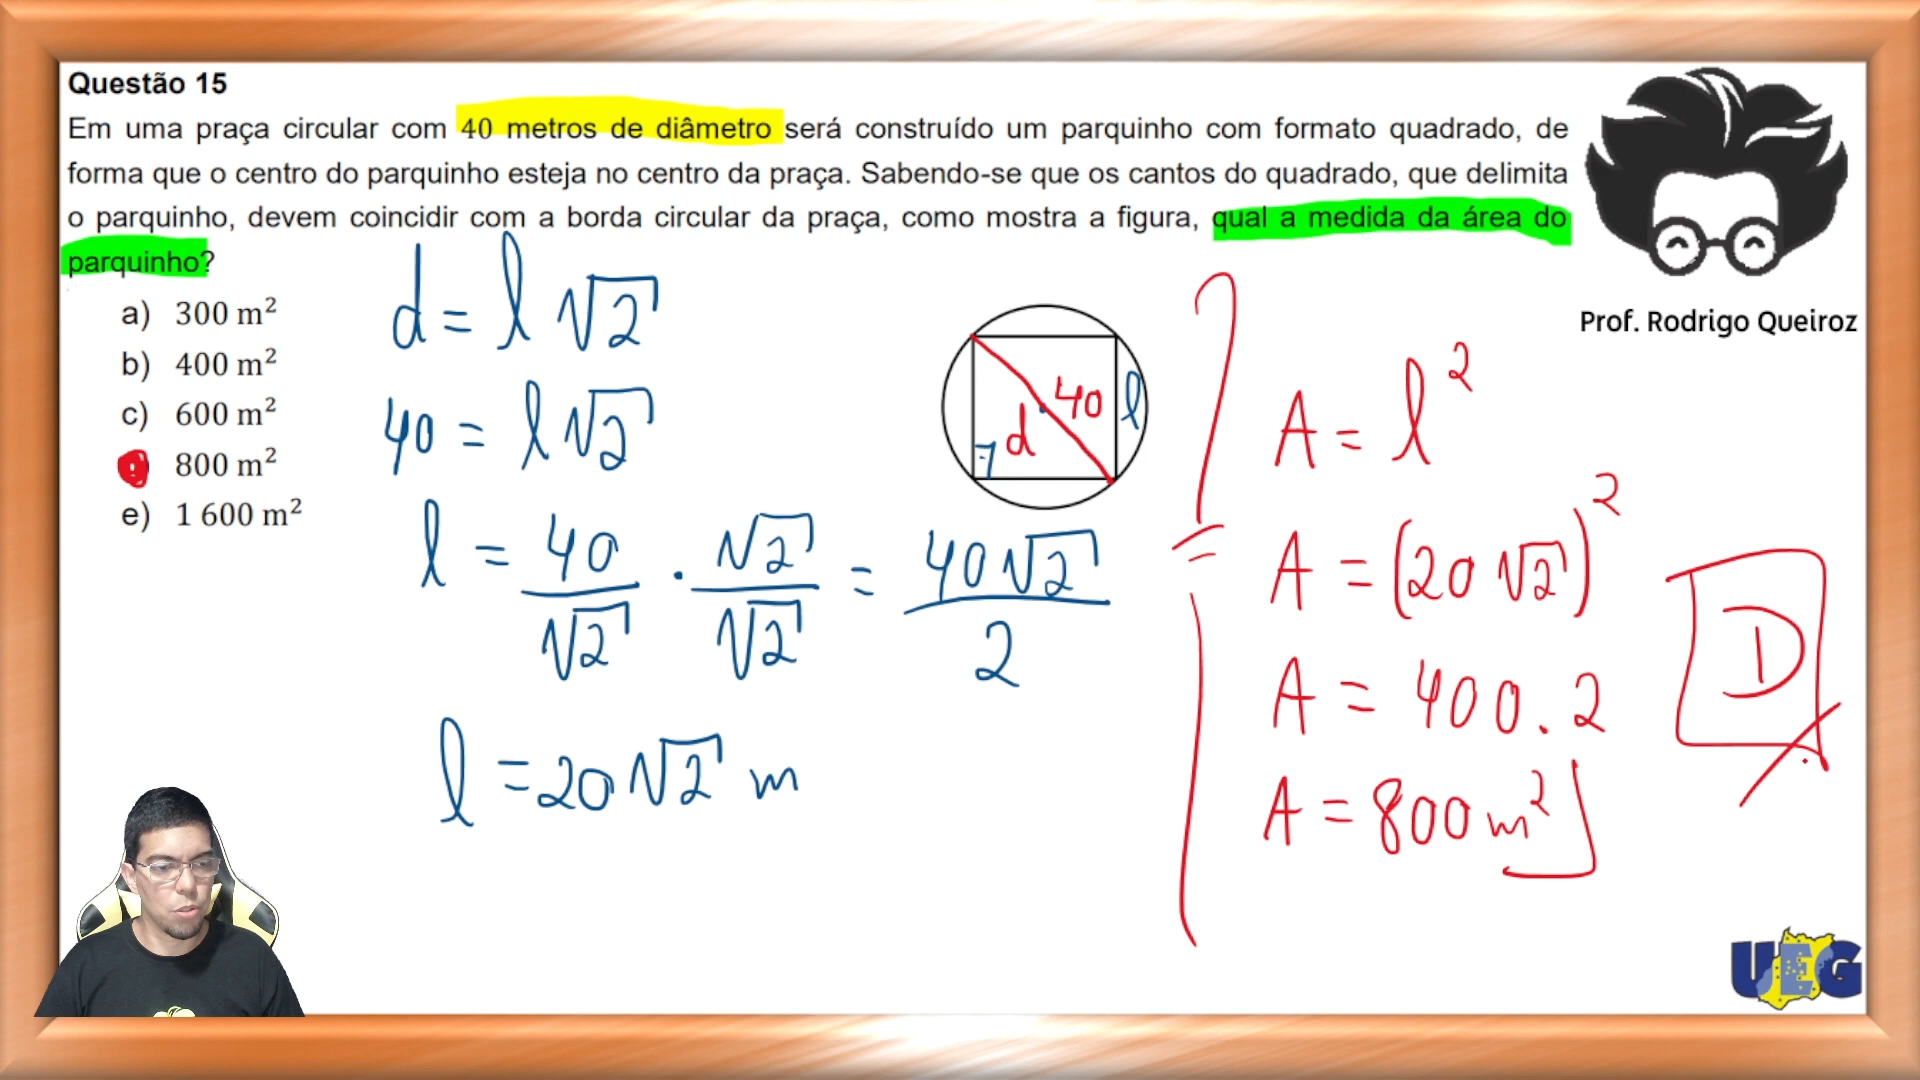 Questão 15
Em uma praça circular com 40 metros de diâmetro será construído um parquinho com formato quadrado, de
forma que o centro do parquinho esteja no centro da praça. Sabendo-se que os cantos do quadrado, que delimita
o parquinho, devem coincidir com a borda circular da praça, como mostra a figura, qual a medida da área do
parquinho?
a) 300 m²
b) 400 m²
c) 600 m²
800 m²
e) 1 600 m²
d = l √2
40 = l √2
l = 40/√2 · √2/√2 = 40√2/2
l = 20√2 m
40
d
l
A = l²
A = (20√2)²
A = 400 . 2
A = 800 m²
D
Prof. Rodrigo Queiroz
UEG